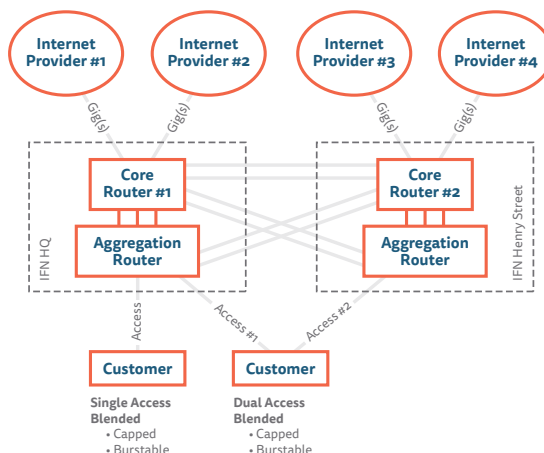 Internet
Provider #1
Internet
Provider #2
Internet
Provider #3
Internet
Provider #4
Gig(s)
Gig(s)
Gig(s)
Gig(s)
Core
Router #1
Core
Router #2
Aggregation
Router
Aggregation
Router
IFN HQ
IFN Henry Street
Access
Access #1
Access #2
Customer
Customer
Single Access
Blended
• Capped
• Burstable
Dual Access
Blended
• Capped
• Burstable